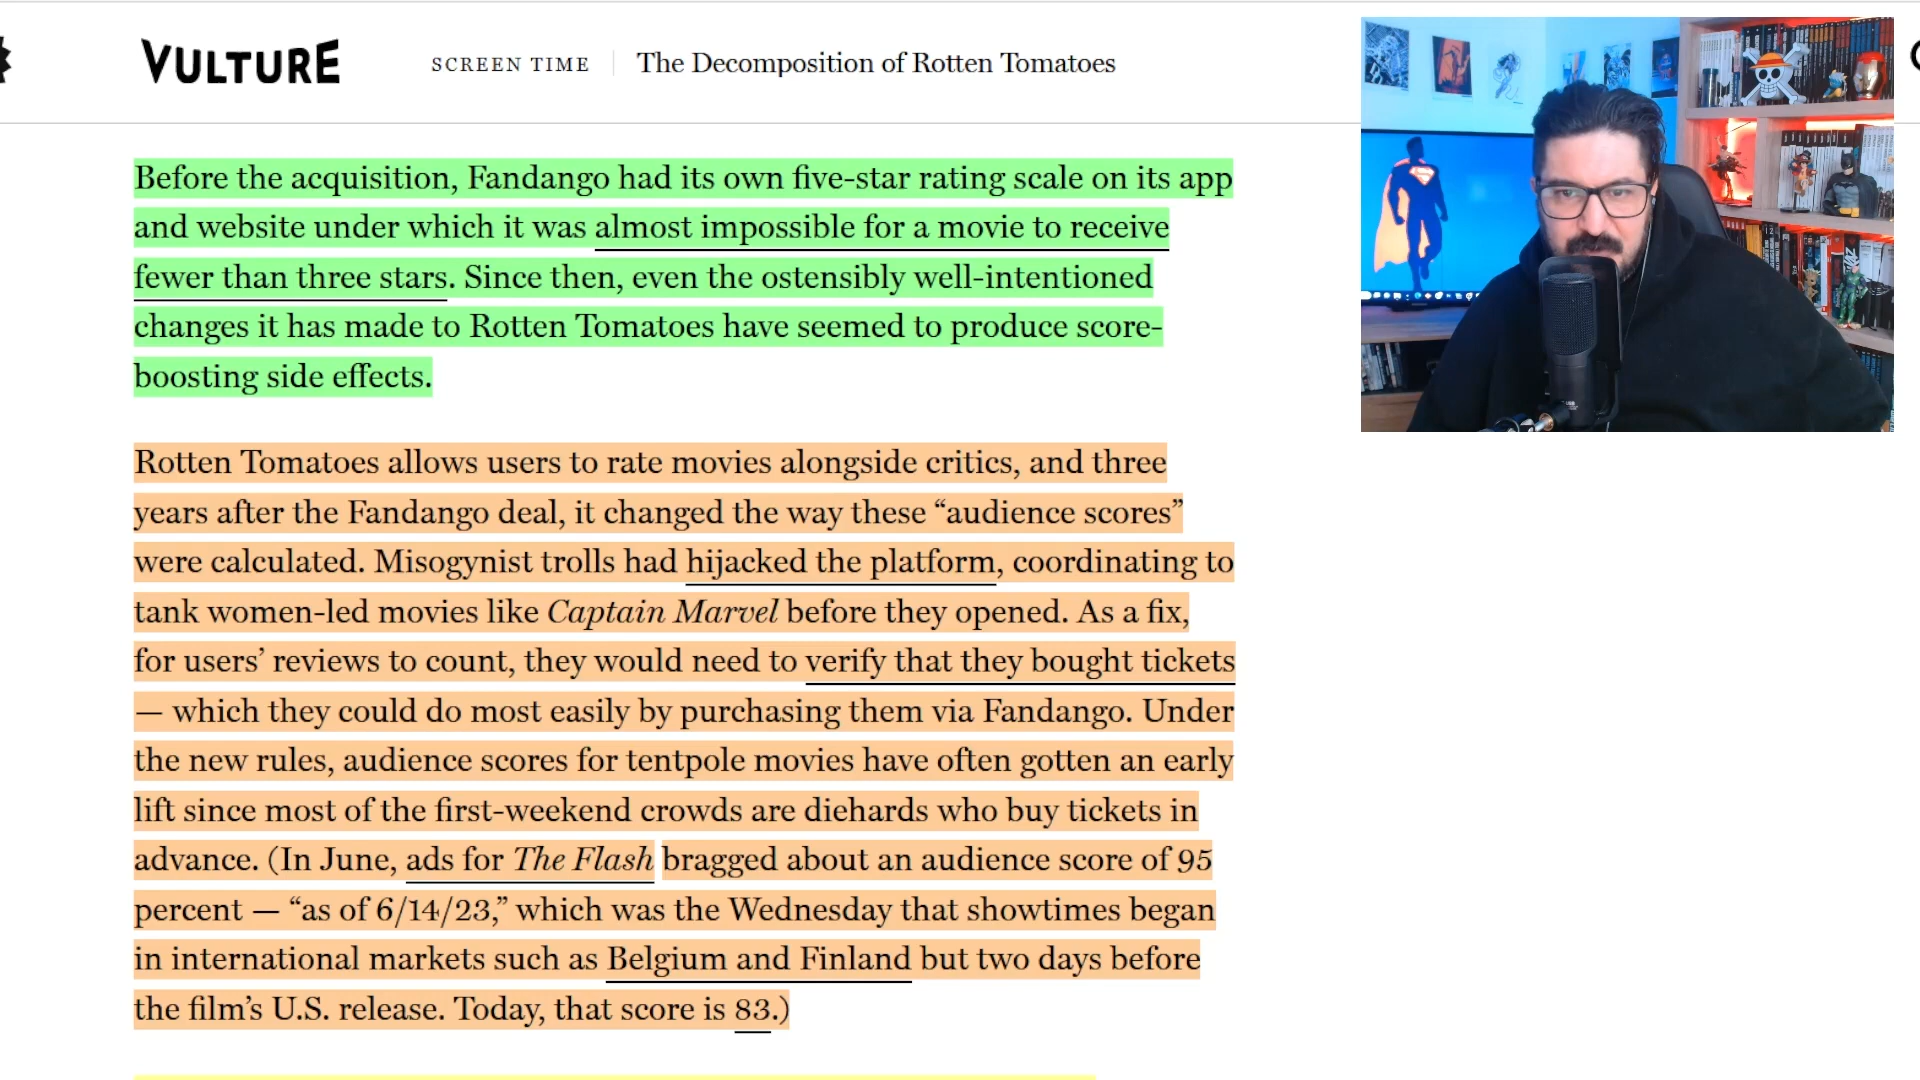 VULTURE
SCREEN TIME
The Decomposition of Rotten Tomatoes
Before the acquisition, Fandango had its own five-star rating scale on its app
and website under which it was almost impossible for a movie to receive
fewer than three stars. Since then, even the ostensibly well-intentioned
changes it has made to Rotten Tomatoes have seemed to produce score-
boosting side effects.
Rotten Tomatoes allows users to rate movies alongside critics, and three
years after the Fandango deal, it changed the way these “audience scores”
were calculated. Misogynist trolls had hijacked the platform, coordinating to
tank women-led movies like Captain Marvel before they opened. As a fix,
for users’ reviews to count, they would need to verify that they bought tickets
— which they could do most easily by purchasing them via Fandango. Under
the new rules, audience scores for tentpole movies have often gotten an early
lift since most of the first-weekend crowds are diehards who buy tickets in
advance. (In June, ads for The Flash bragged about an audience score of 95
percent — “as of 6/14/23,” which was the Wednesday that showtimes began
in international markets such as Belgium and Finland but two days before
the film’s U.S. release. Today, that score is 83.)